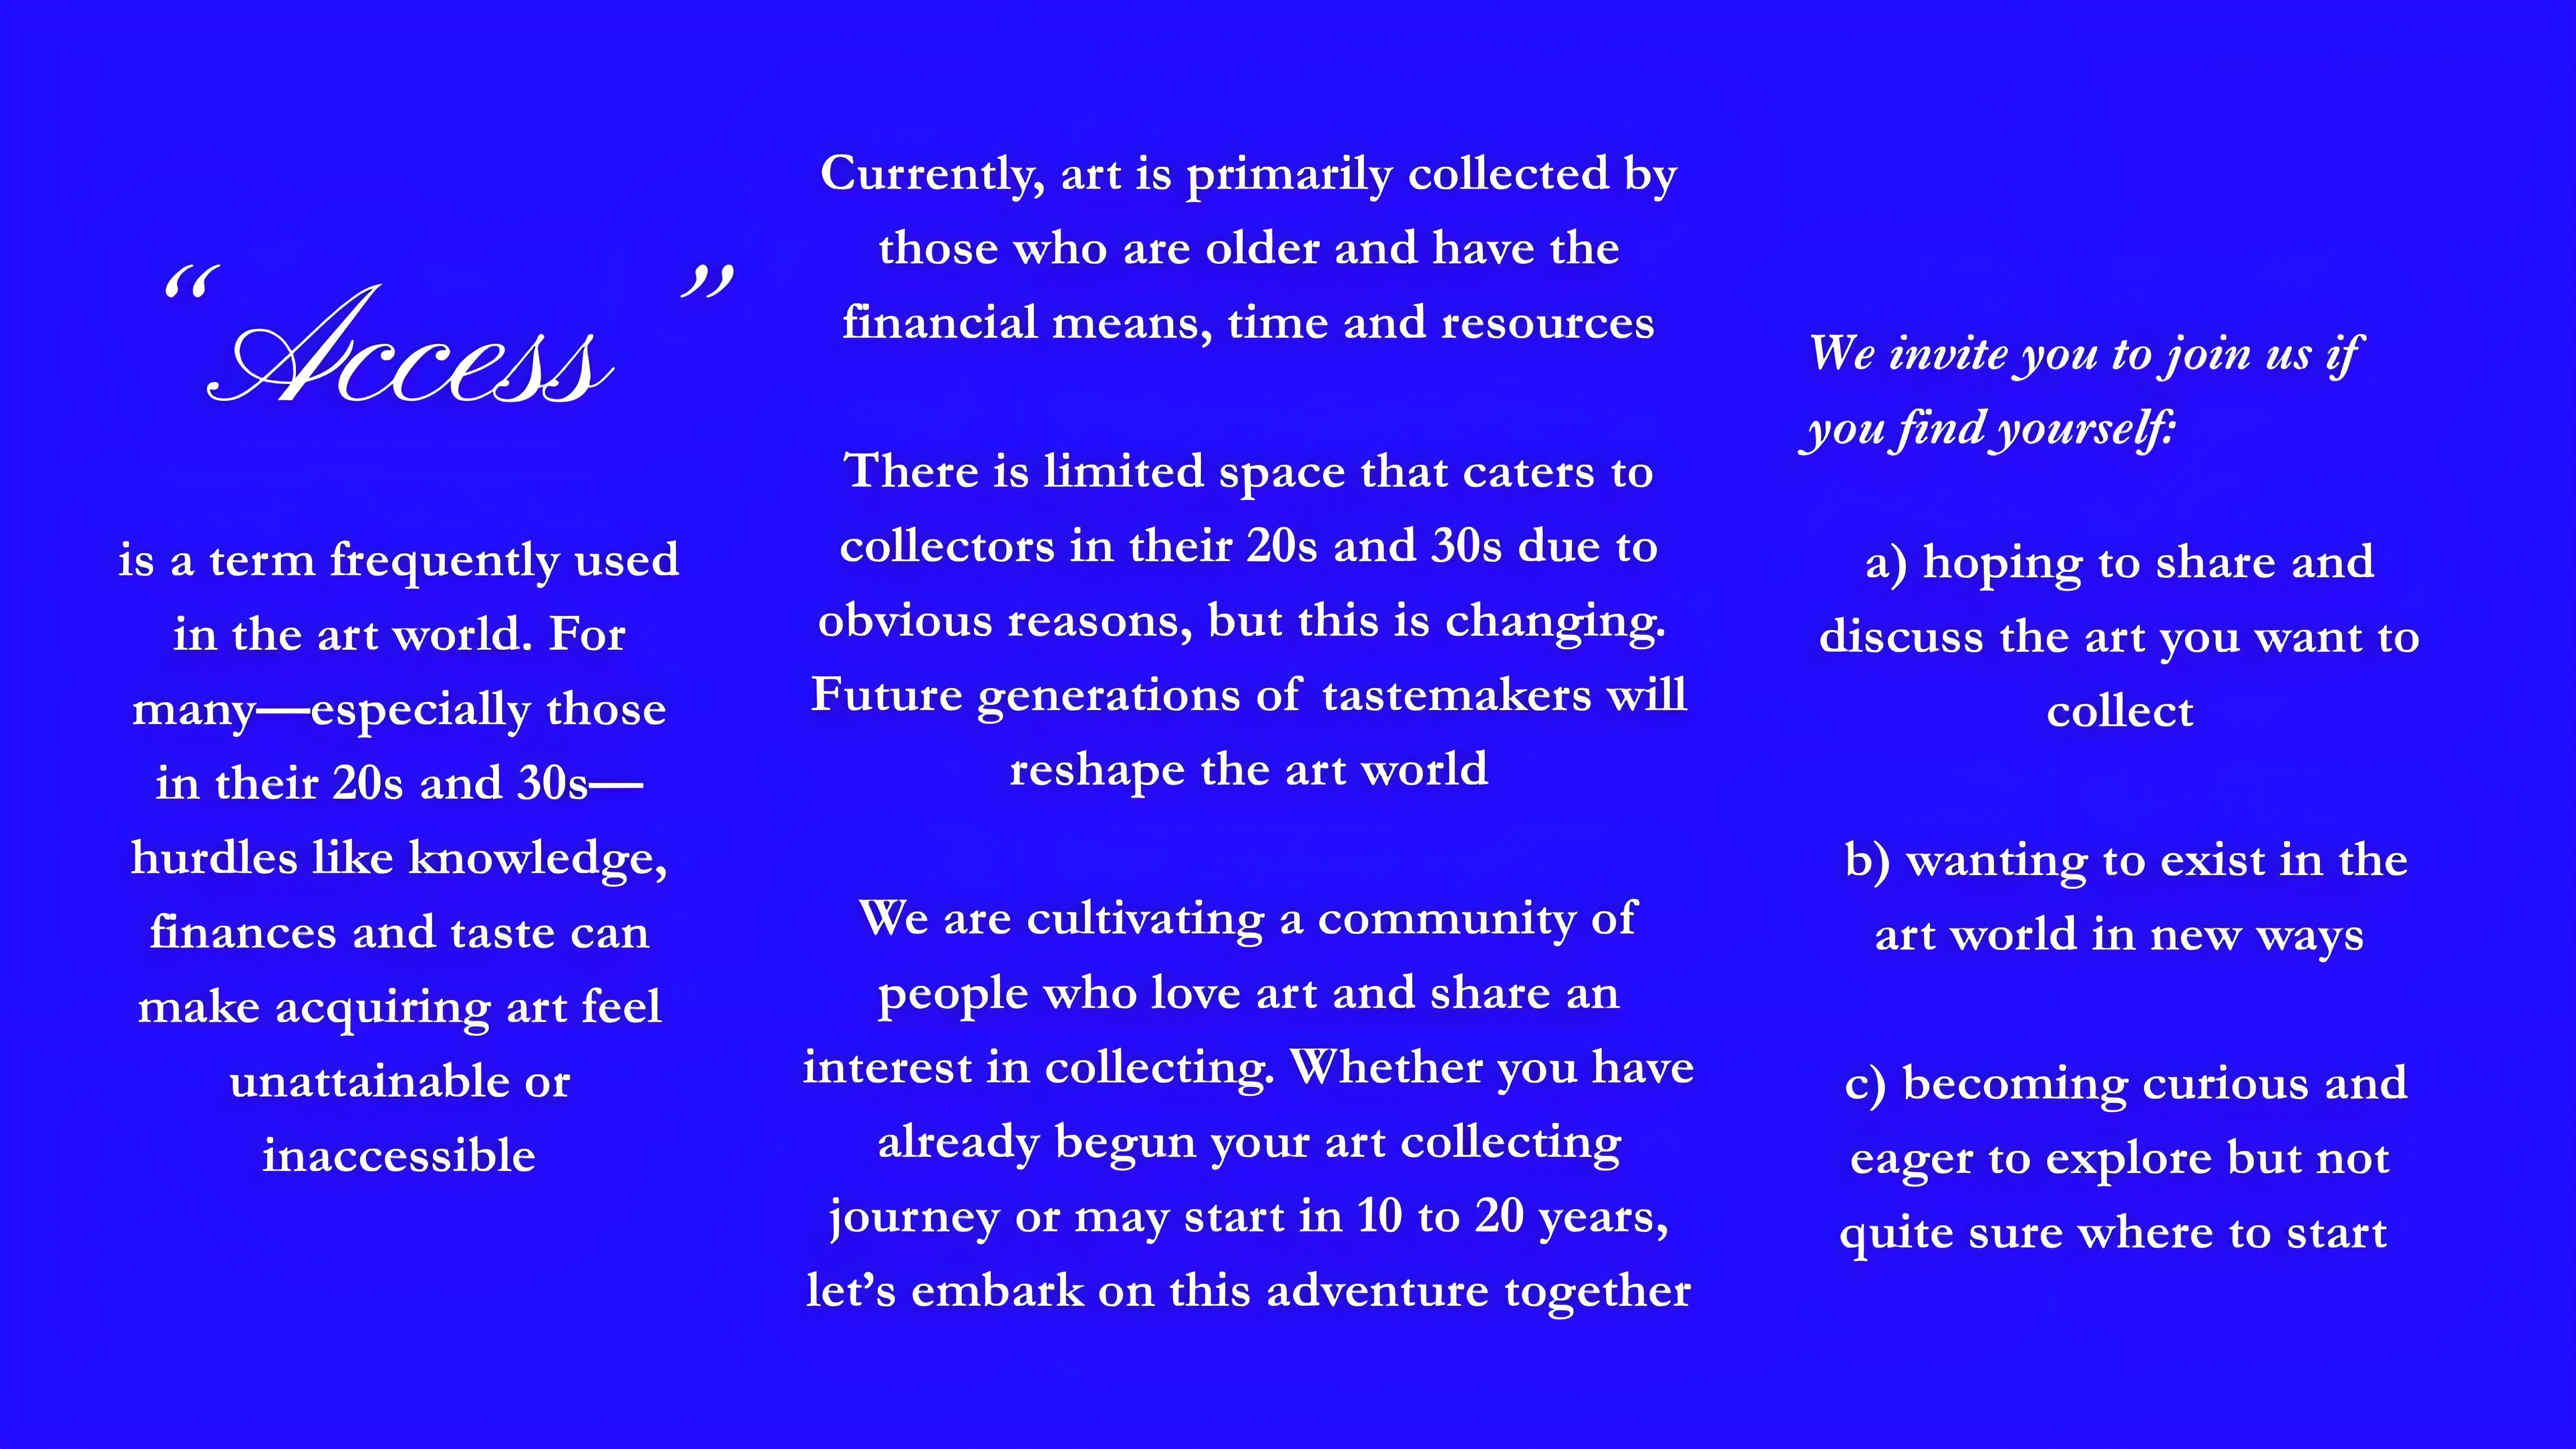 “Access”
is a term frequently used
in the art world. For
many—especially those
in their 20s and 30s—
hurdles like knowledge,
finances and taste can
make acquiring art feel
unattainable or
inaccessible
Currently, art is primarily collected by
those who are older and have the
financial means, time and resources
There is limited space that caters to
collectors in their 20s and 30s due to
obvious reasons, but this is changing.
Future generations of tastemakers will
reshape the art world
We are cultivating a community of
people who love art and share an
interest in collecting. Whether you have
already begun your art collecting
journey or may start in 10 to 20 years,
let’s embark on this adventure together
We invite you to join us if
you find yourself:
a) hoping to share and
discuss the art you want to
collect
b) wanting to exist in the
art world in new ways
c) becoming curious and
eager to explore but not
quite sure where to start